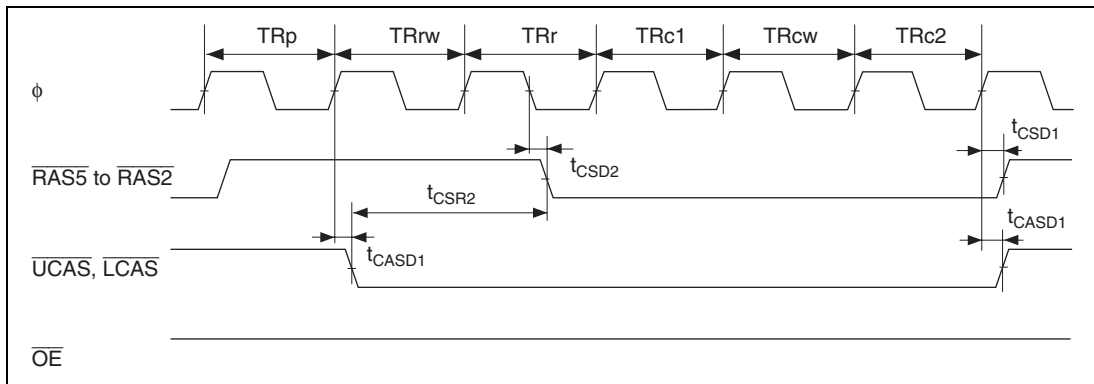 TRp TRrw TRr TRc1 TRcw TRc2
ϕ
tCSD1
tCSD2
RAS5 to RAS2
tCSR2
tCASD1
tCASD1
UCAS, LCAS
OE